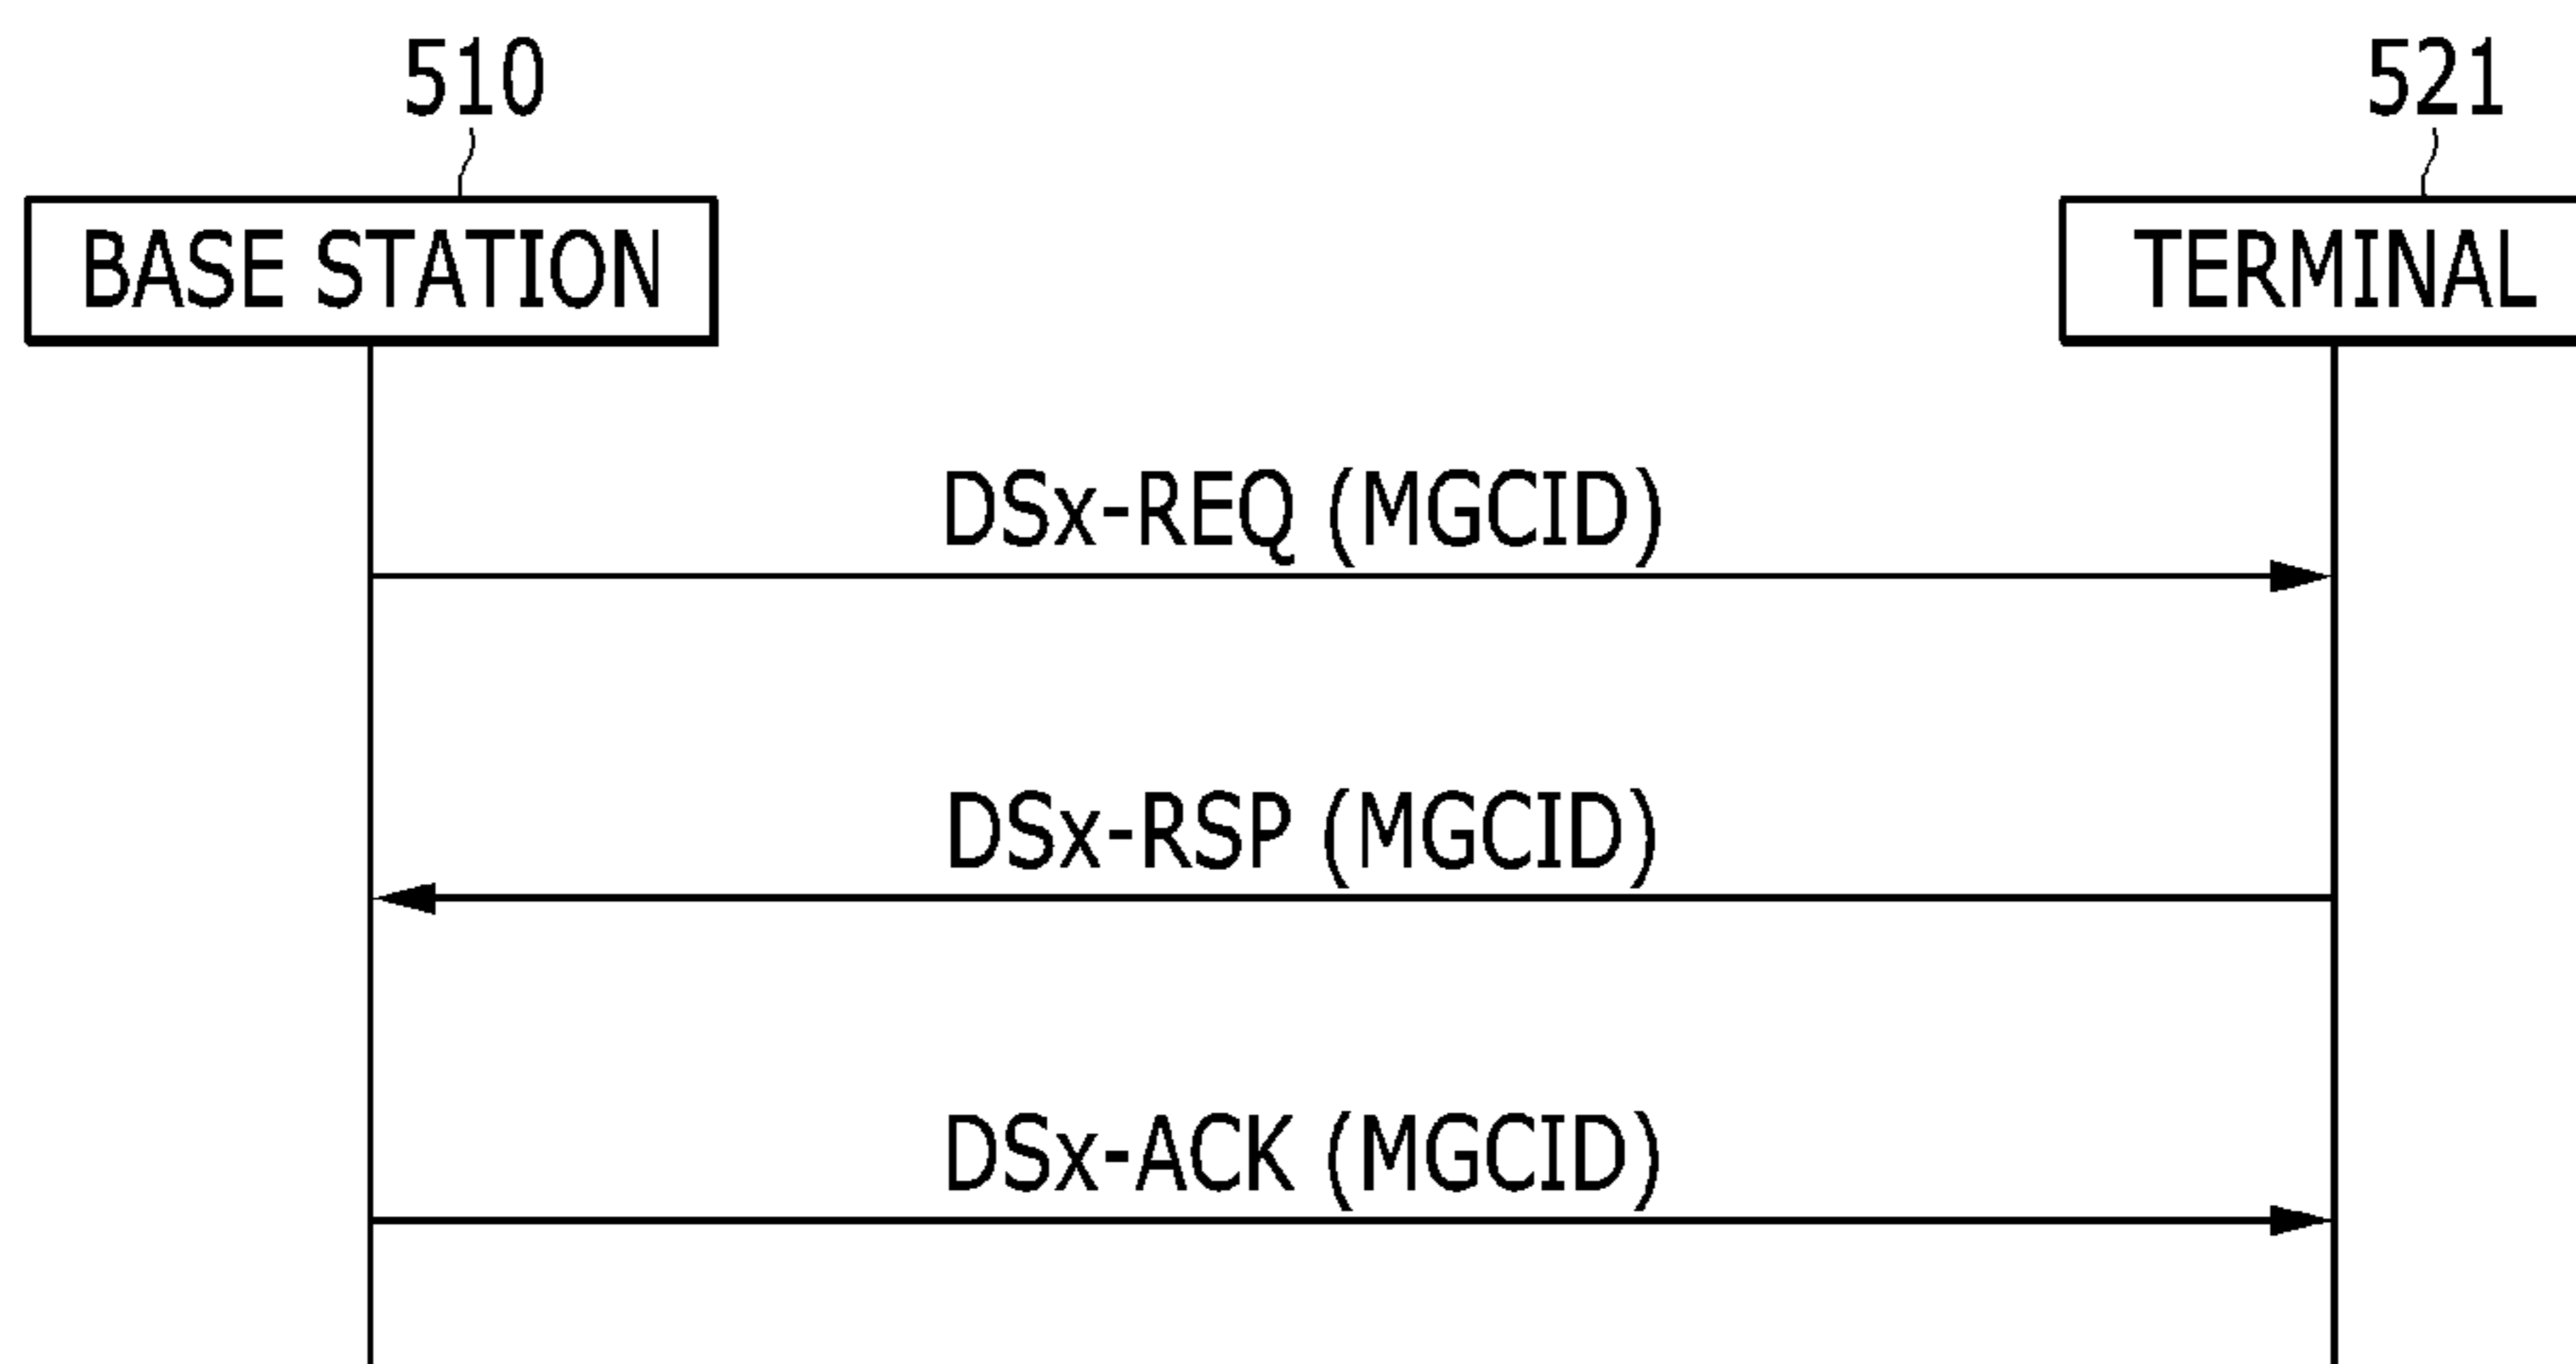 510 521
BASE STATION TERMINAL
DSx-REQ (MGCID)
DSx-RSP (MGCID)
DSx-ACK (MGCID)